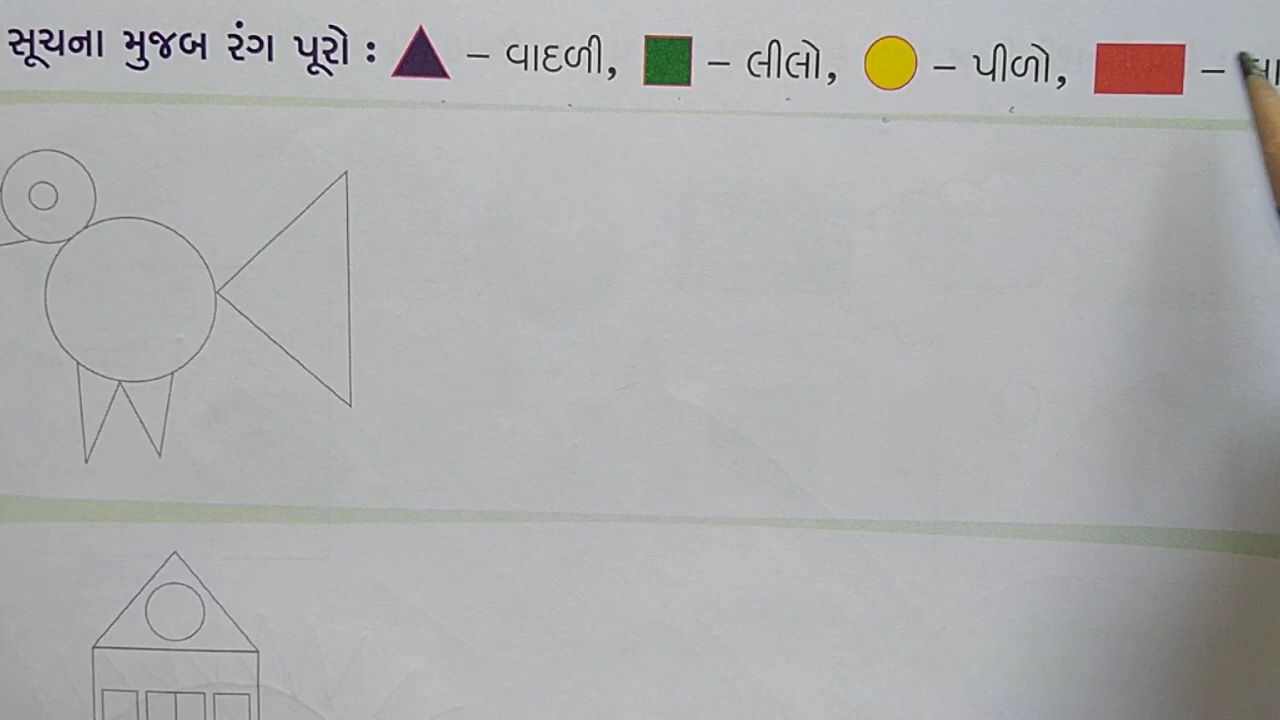 સૂચના મુજબ રંગ પૂરો : – વાદળી, – લીલો, – પીળો, –